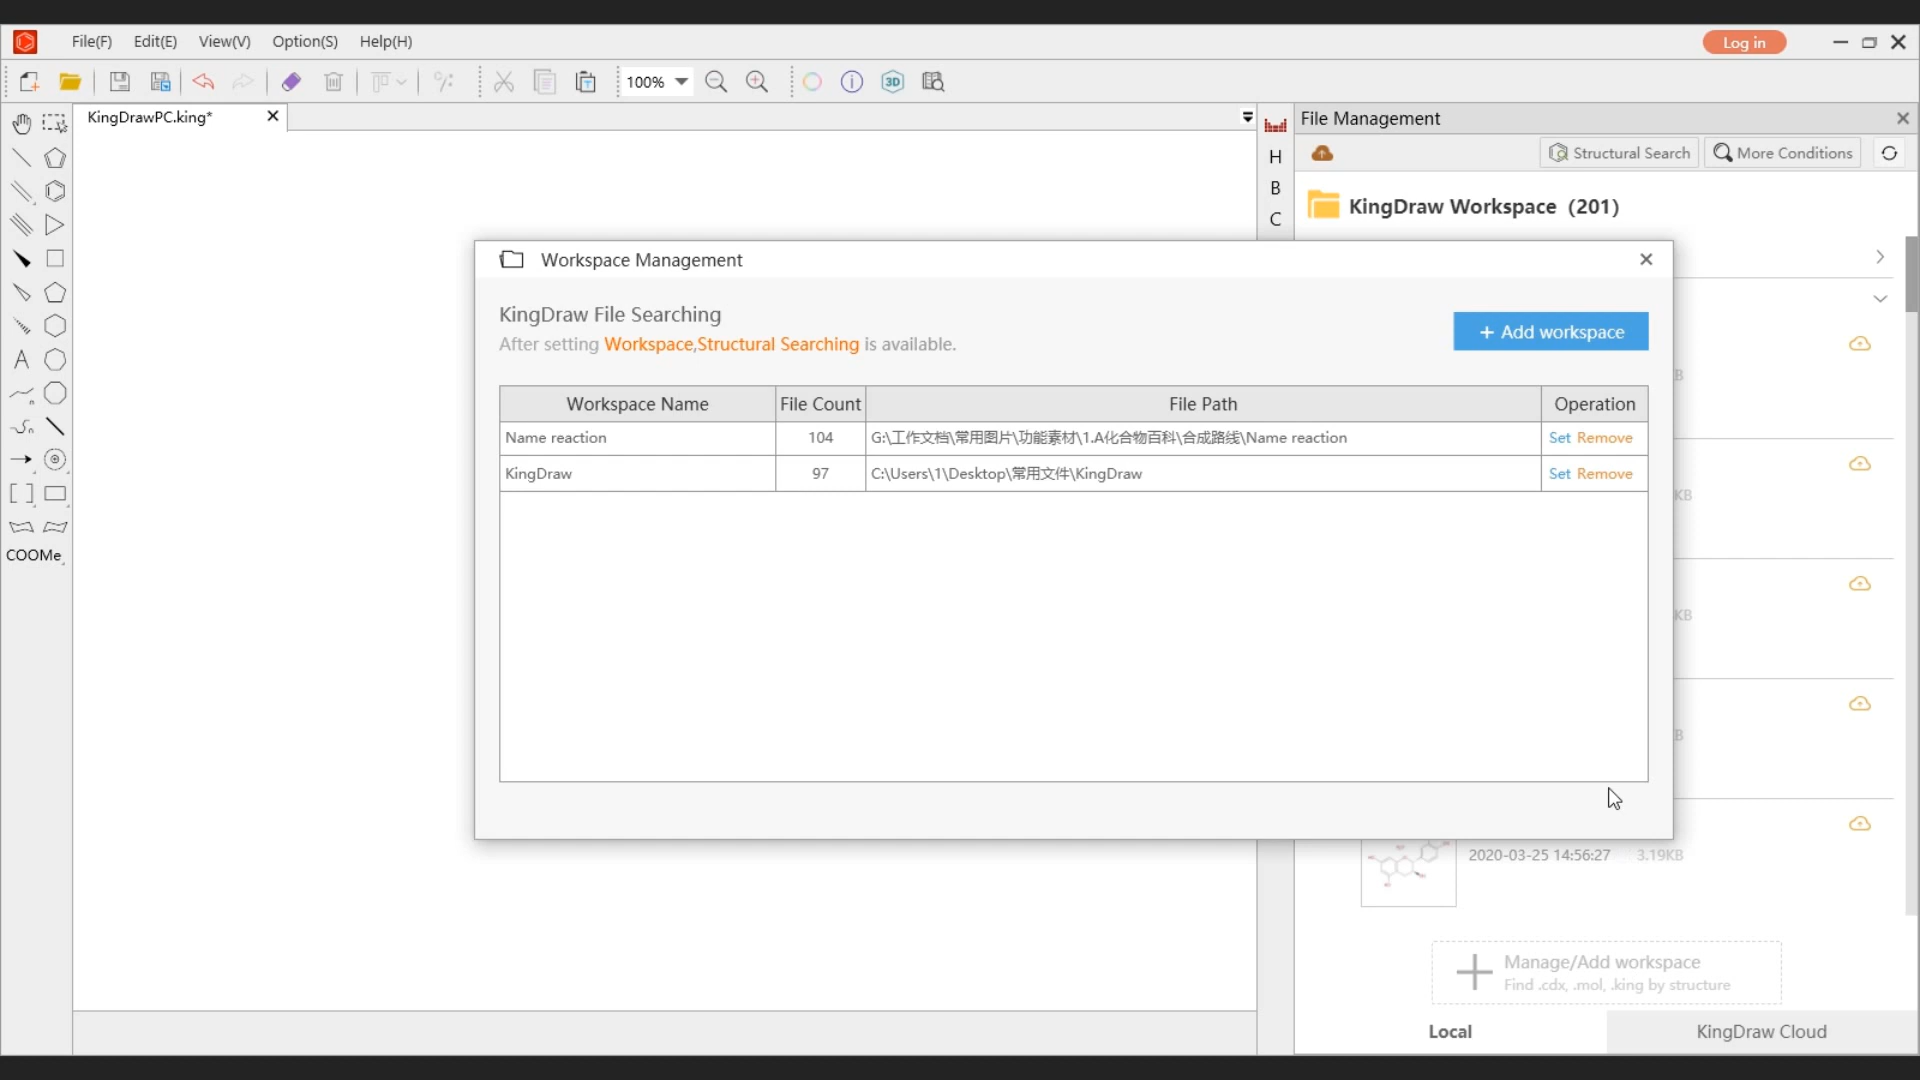 File(F) Edit(E) View(V) Option(S) Help(H) Log in
100% 3D
KingDrawPC.king*
File Management
Structural Search More Conditions
KingDraw Workspace (201)
H
B
C
Workspace Management
KingDraw File Searching
After setting Workspace,Structural Searching is available.
+ Add workspace
Workspace Name File Count File Path Operation
Name reaction 104 G:\工作文档\常用图片\功能素材\1.A化合物百科\合成路线\Name reaction Set Remove
KingDraw 97 C:\Users\1\Desktop\常用文件\KingDraw Set Remove
A
n
n
COOMe
B
KB
KB
B
2020-03-25 14:56:27 3.19KB
Manage/Add workspace
Find .cdx, .mol, .king by structure
Local KingDraw Cloud